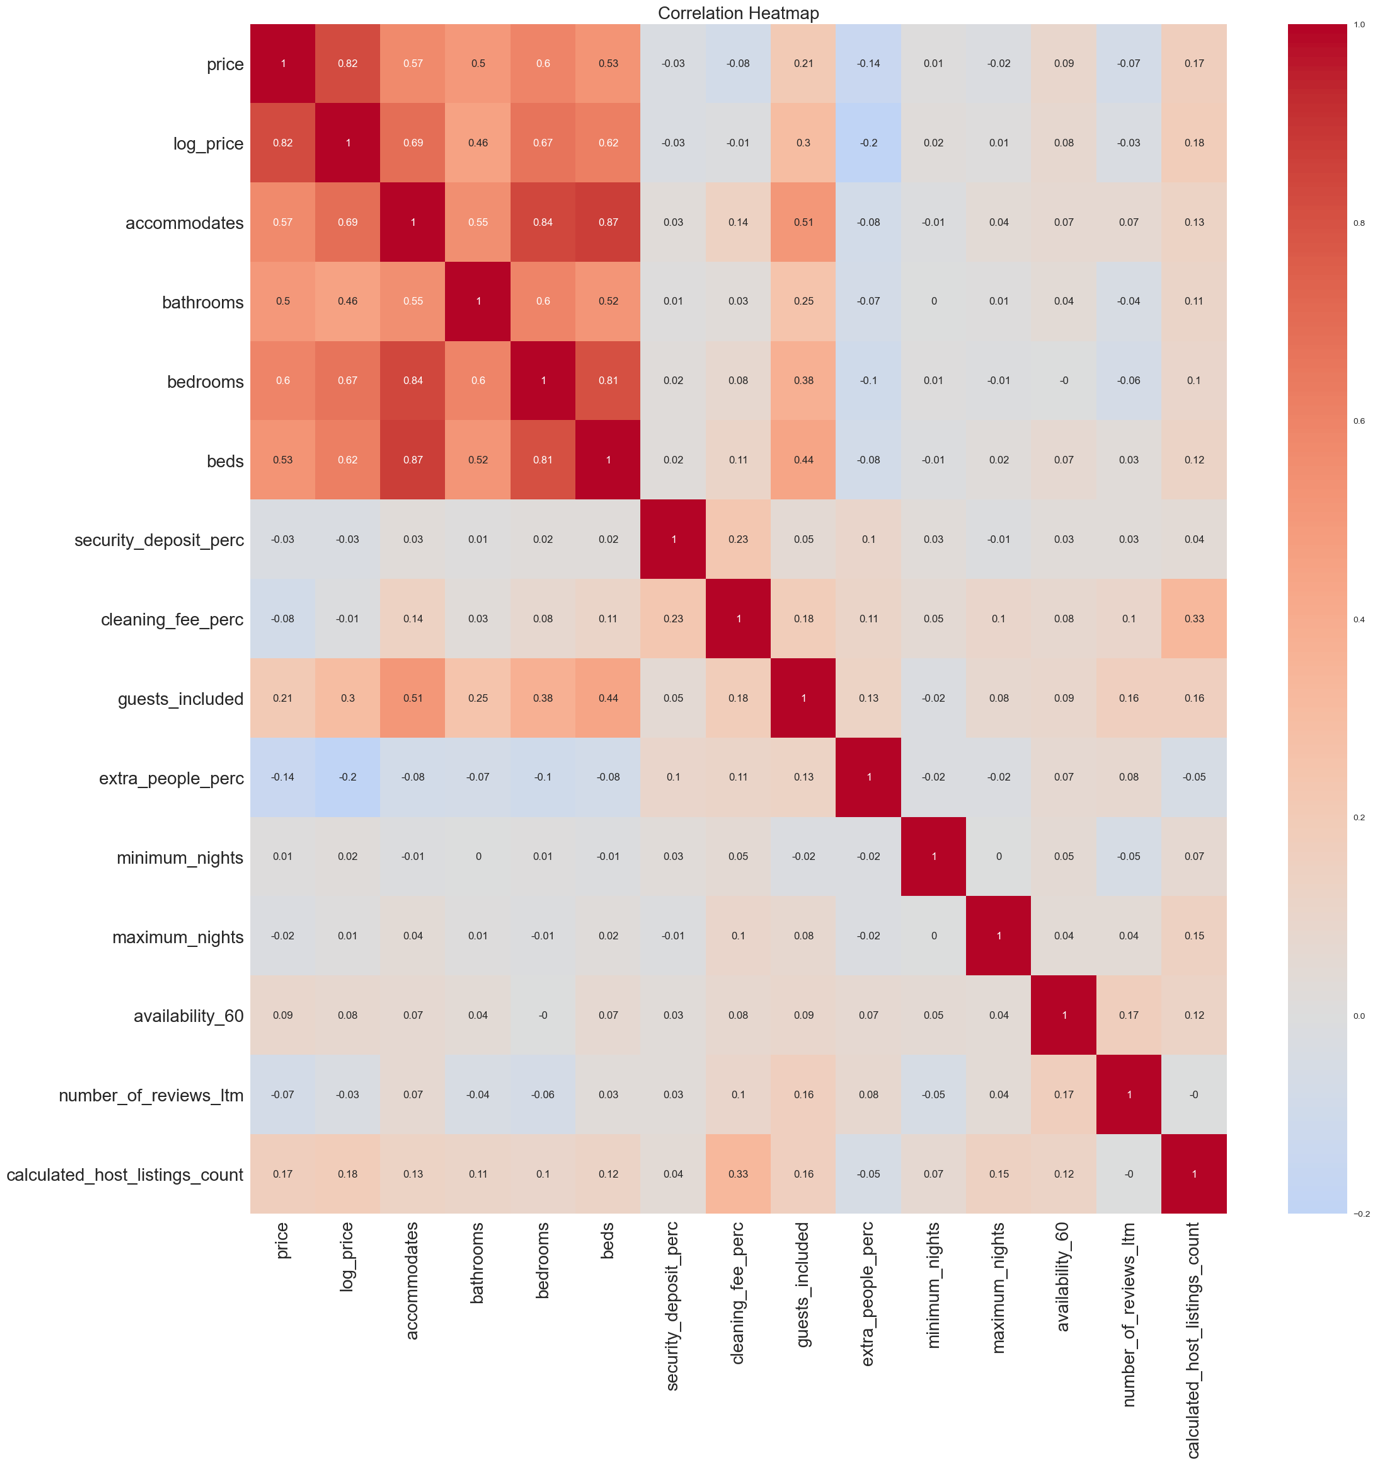 Correlation Heatmap
price 1 0.82 0.57 0.5 0.6 0.53 -0.03 -0.08 0.21 -0.14 0.01 -0.02 0.09 -0.07 0.17
log_price 0.82 1 0.69 0.46 0.67 0.62 -0.03 -0.01 0.3 -0.2 0.02 0.01 0.08 -0.03 0.18
accommodates 0.57 0.69 1 0.55 0.84 0.87 0.03 0.14 0.51 -0.08 -0.01 0.04 0.07 0.07 0.13
bathrooms 0.5 0.46 0.55 1 0.6 0.52 0.01 0.03 0.25 -0.07 0 0.01 0.04 -0.04 0.11
bedrooms 0.6 0.67 0.84 0.6 1 0.81 0.02 0.08 0.38 -0.1 0.01 -0.01 -0 -0.06 0.1
beds 0.53 0.62 0.87 0.52 0.81 1 0.02 0.11 0.44 -0.08 -0.01 0.02 0.07 0.03 0.12
security_deposit_perc -0.03 -0.03 0.03 0.01 0.02 0.02 1 0.23 0.05 0.1 0.03 -0.01 0.03 0.03 0.04
cleaning_fee_perc -0.08 -0.01 0.14 0.03 0.08 0.11 0.23 1 0.18 0.11 0.05 0.1 0.08 0.1 0.33
guests_included 0.21 0.3 0.51 0.25 0.38 0.44 0.05 0.18 1 0.13 -0.02 0.08 0.09 0.16 0.16
extra_people_perc -0.14 -0.2 -0.08 -0.07 -0.1 -0.08 0.1 0.11 0.13 1 -0.02 -0.02 0.07 0.08 -0.05
minimum_nights 0.01 0.02 -0.01 0 0.01 -0.01 0.03 0.05 -0.02 -0.02 1 0 0.05 -0.05 0.07
maximum_nights -0.02 0.01 0.04 0.01 -0.01 0.02 -0.01 0.1 0.08 -0.02 0 1 0.04 0.04 0.15
availability_60 0.09 0.08 0.07 0.04 -0 0.07 0.03 0.08 0.09 0.07 0.05 0.04 1 0.17 0.12
number_of_reviews_ltm -0.07 -0.03 0.07 -0.04 -0.06 0.03 0.03 0.1 0.16 0.08 -0.05 0.04 0.17 1 -0
calculated_host_listings_count 0.17 0.18 0.13 0.11 0.1 0.12 0.04 0.33 0.16 -0.05 0.07 0.15 0.12 -0 1
price
log_price
accommodates
bathrooms
bedrooms
beds
security_deposit_perc
cleaning_fee_perc
guests_included
extra_people_perc
minimum_nights
maximum_nights
availability_60
number_of_reviews_ltm
calculated_host_listings_count
1.0
0.8
0.6
0.4
0.2
0.0
−0.2